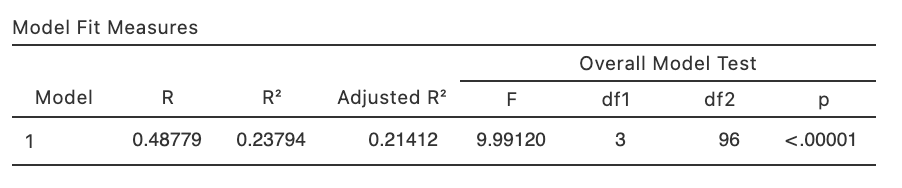 Model Fit Measures
Overall Model Test
Model R R² Adjusted R² F df1 df2 p
1 0.48779 0.23794 0.21412 9.99120 3 96 <.00001